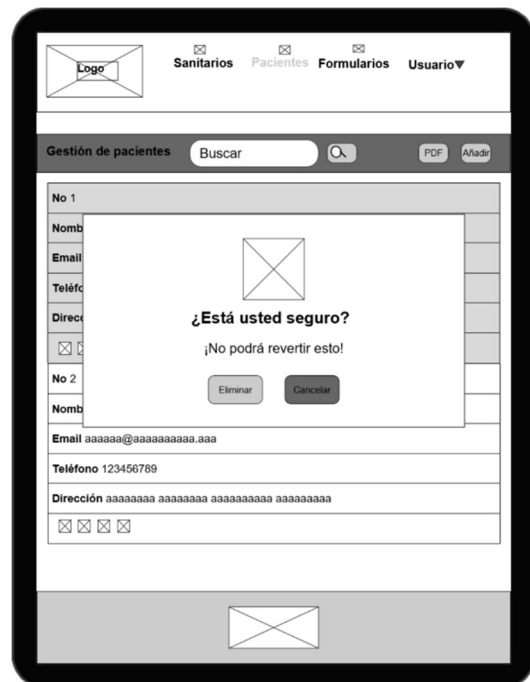 Logo
Sanitarios Pacientes Formularios Usuario▼
Gestión de pacientes Buscar PDF Añadir
No 1
Nomb
Email
Teléfo
Direcc
¿Está usted seguro?
¡No podrá revertir esto!
Eliminar Cancelar
No 2
Nomb
Email aaaaaa@aaaaaaaaaa.aaa
Teléfono 123456789
Dirección aaaaaaaa aaaaaaaa aaaaaaaaaa aaaaaaaaa